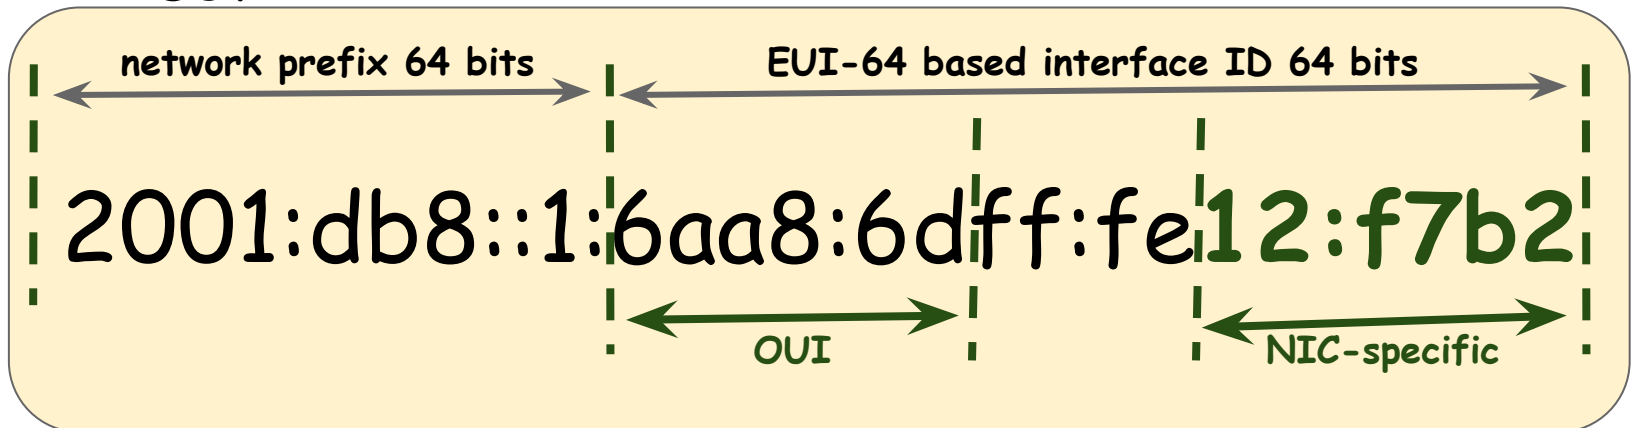 network prefix 64 bits EUI-64 based interface ID 64 bits
2001:db8::1:6aa8:6dff:fe12:f7b2
OUI NIC-specific